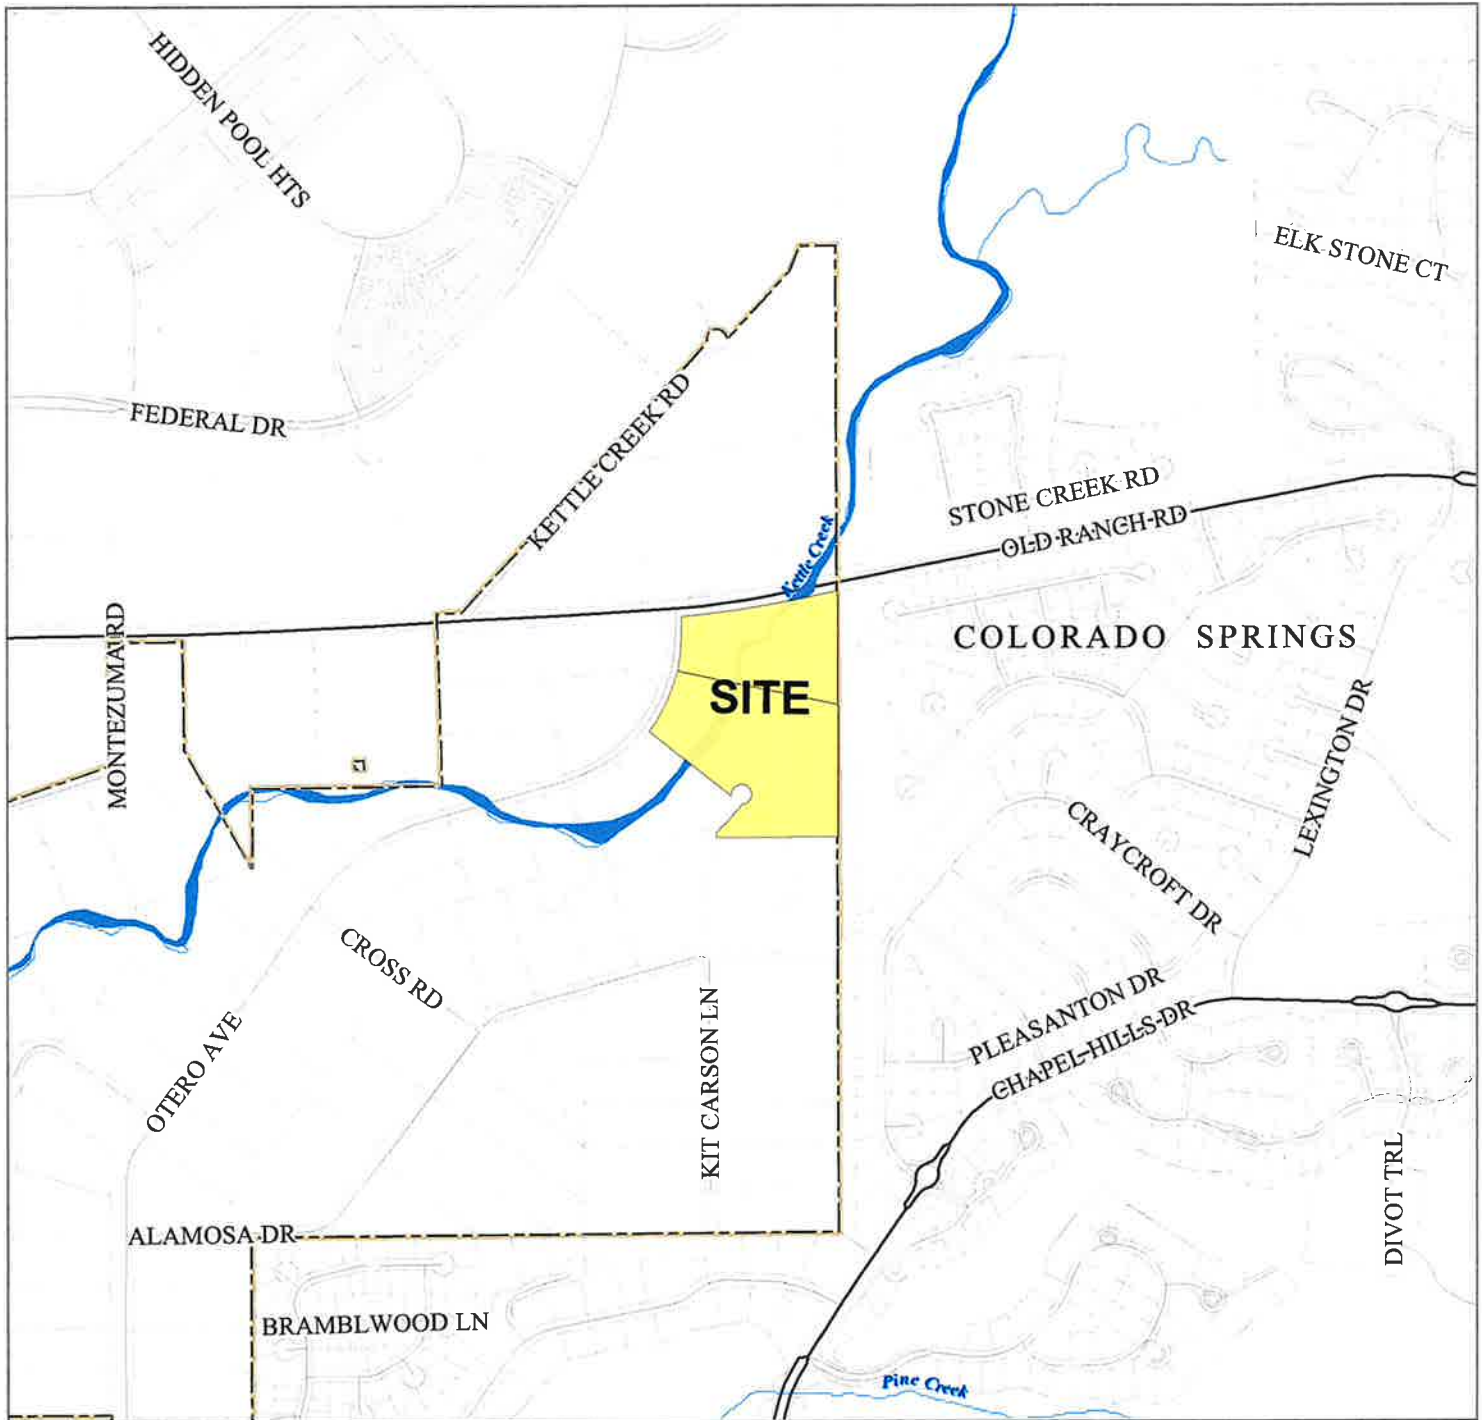 HIDDEN POOL HTS
ELK STONE CT
FEDERAL DR
KETTLE CREEK RD
STONE CREEK RD
OLD RANCH RD
Kettle Creek
MONTEZUMA RD
COLORADO SPRINGS
SITE
LEXINGTON DR
CRAYCROFT DR
CROSS RD
PLEASANTON DR
CHAPEL HILLS DR
OTERO AVE
KIT CARSON LN
DIVOT TRL
ALAMOSA DR
BRAMBLWOOD LN
Pine Creek